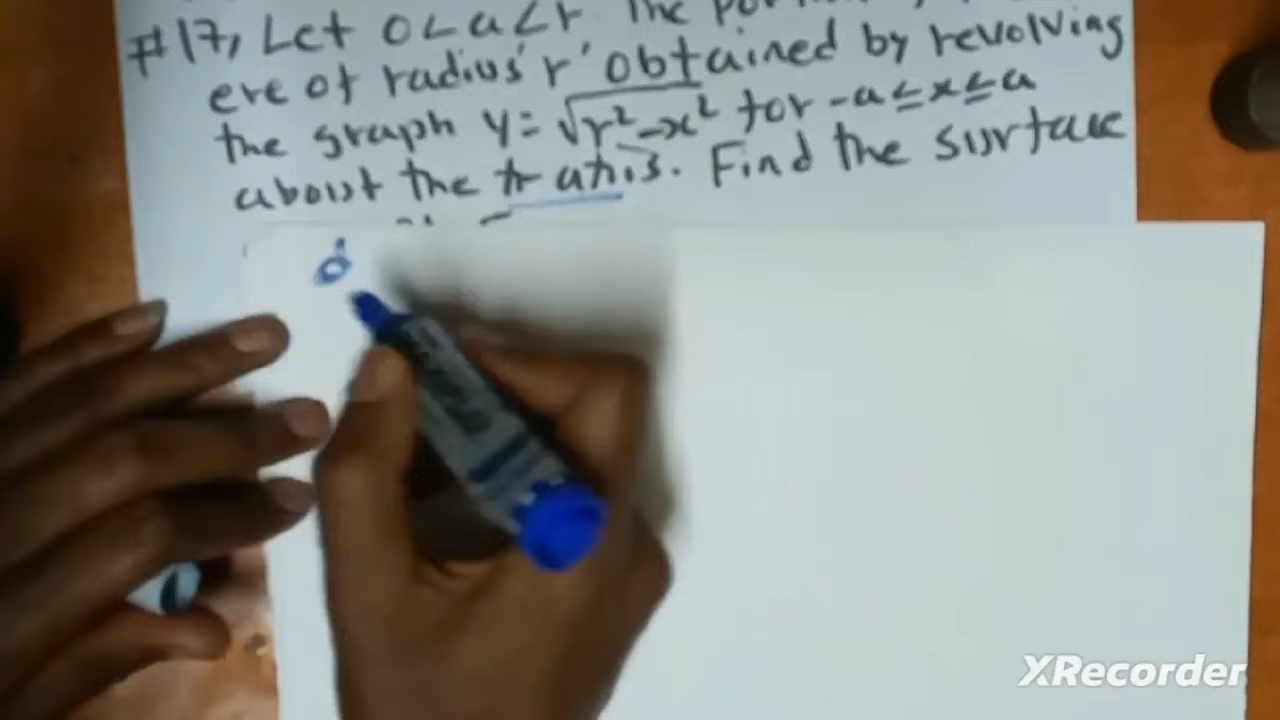 #17, Let 0<a<r The
ere of radius 'r' obtained by revolving
the graph y = √r²-x² for -a≤x≤a
about the x-axis. Find the surface
XRecorder